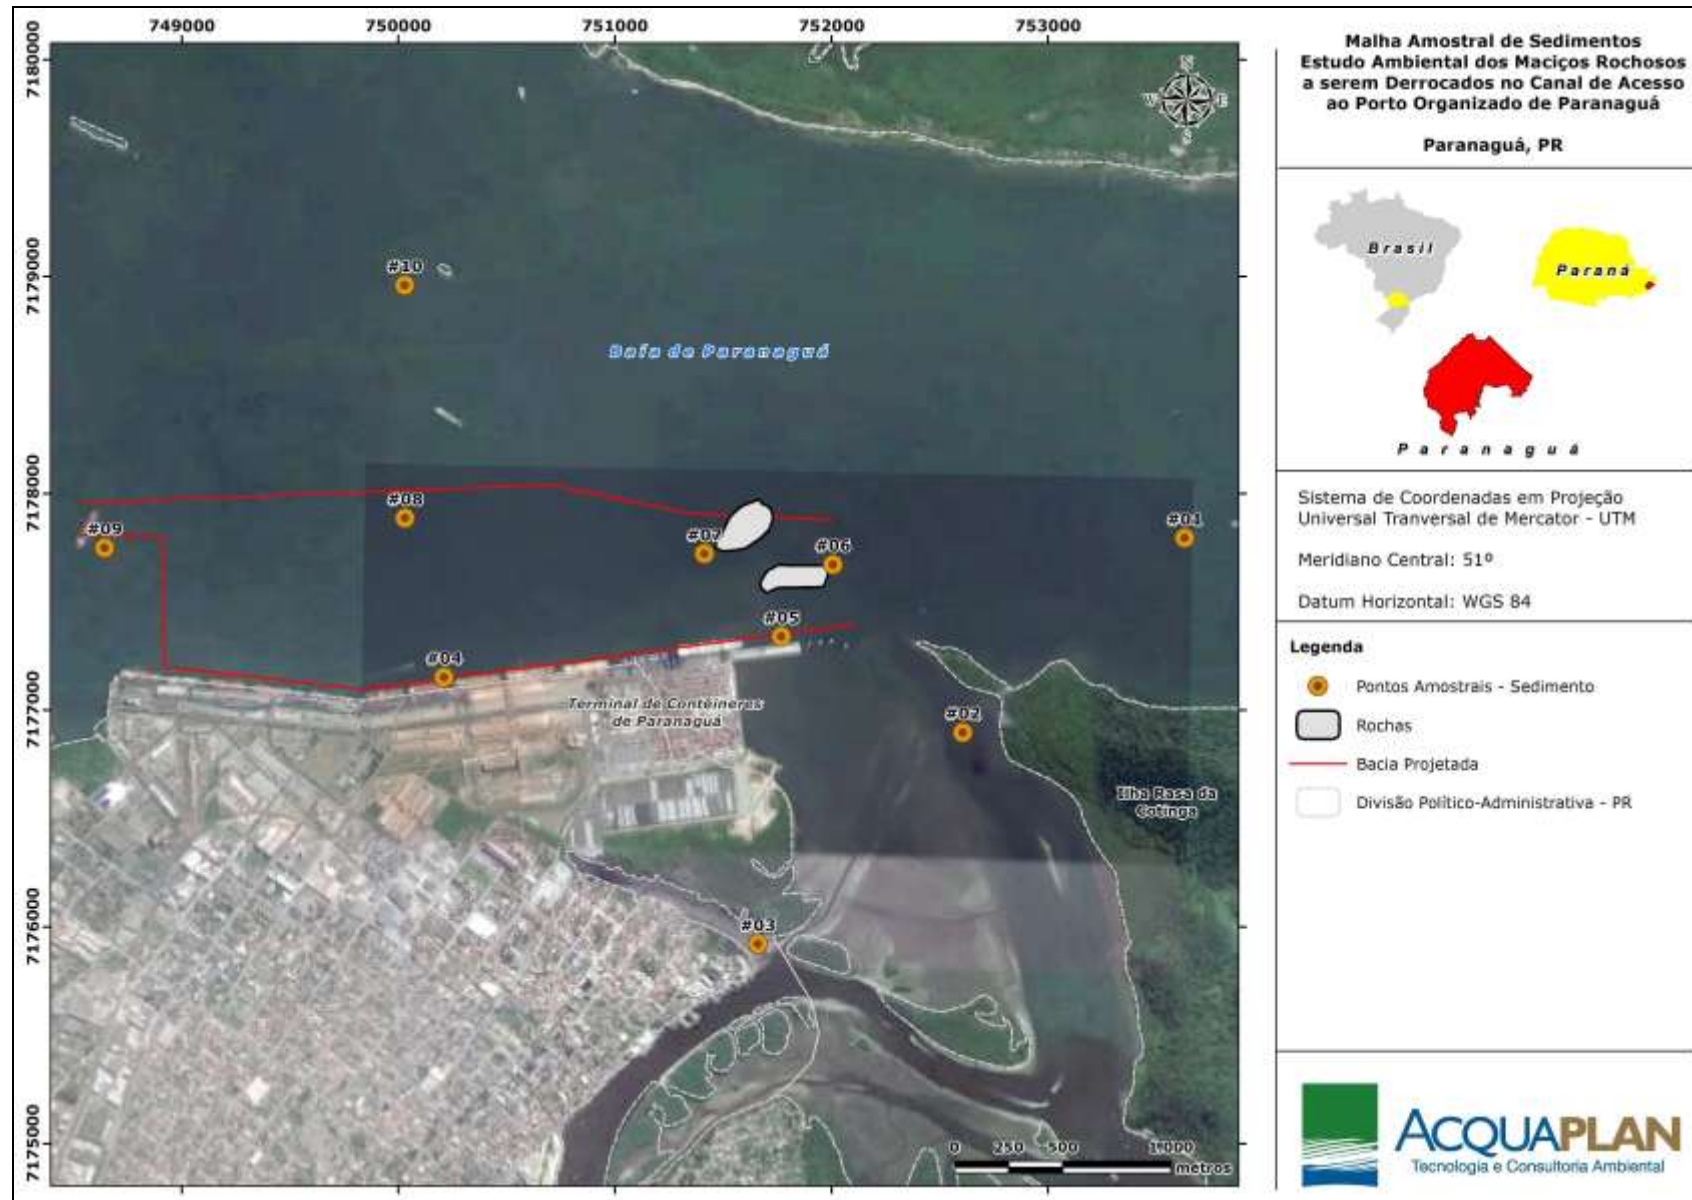 749000
750000
751000
752000
753000
7180000
7179000
7178000
7177000
7176000
7175000
N
W
E
S
#10
Baía de Paranaguá
#08
#09
#07
#06
#01
#05
#04
Terminal de Contêineres
de Paranaguá
#02
Ilha Rasa da
Cotinga
#03
0 250 500 1.000
metros
Malha Amostral de Sedimentos
Estudo Ambiental dos Maciços Rochosos
a serem Derrocados no Canal de Acesso
ao Porto Organizado de Paranaguá
Paranaguá, PR
Brasil
Paraná
Paranaguá
Sistema de Coordenadas em Projeção
Universal Tranversal de Mercator - UTM
Meridiano Central: 51º
Datum Horizontal: WGS 84
Legenda
Pontos Amostrais - Sedimento
Rochas
Bacia Projetada
Divisão Político-Administrativa - PR
ACQUAPLAN
Tecnologia e Consultoria Ambiental